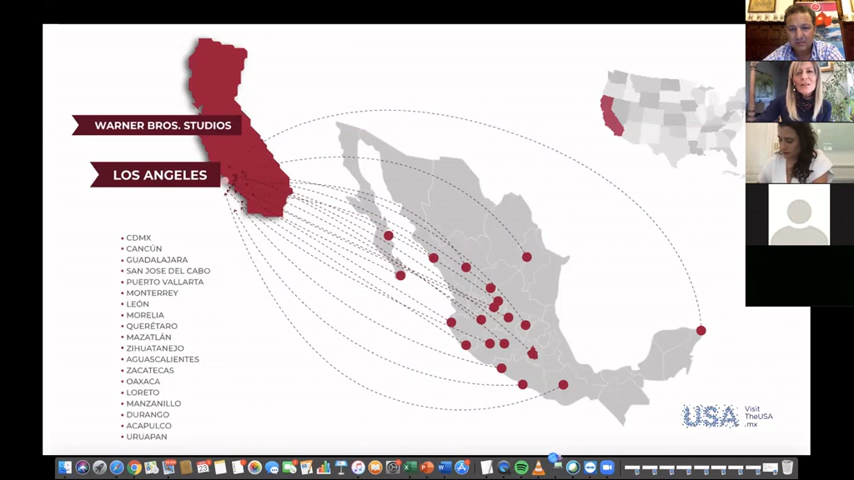 WARNER BROS. STUDIOS
LOS ANGELES
• CDMX
• CANCÚN
• GUADALAJARA
• SAN JOSE DEL CABO
• PUERTO VALLARTA
• MONTERREY
• LEÓN
• MORELIA
• QUERÉTARO
• MAZATLÁN
• ZIHUATANEJO
• AGUASCALIENTES
• ZACATECAS
• OAXACA
• LORETO
• MANZANILLO
• DURANGO
• ACAPULCO
• URUAPAN
USA
Visit
TheUSA
.mx